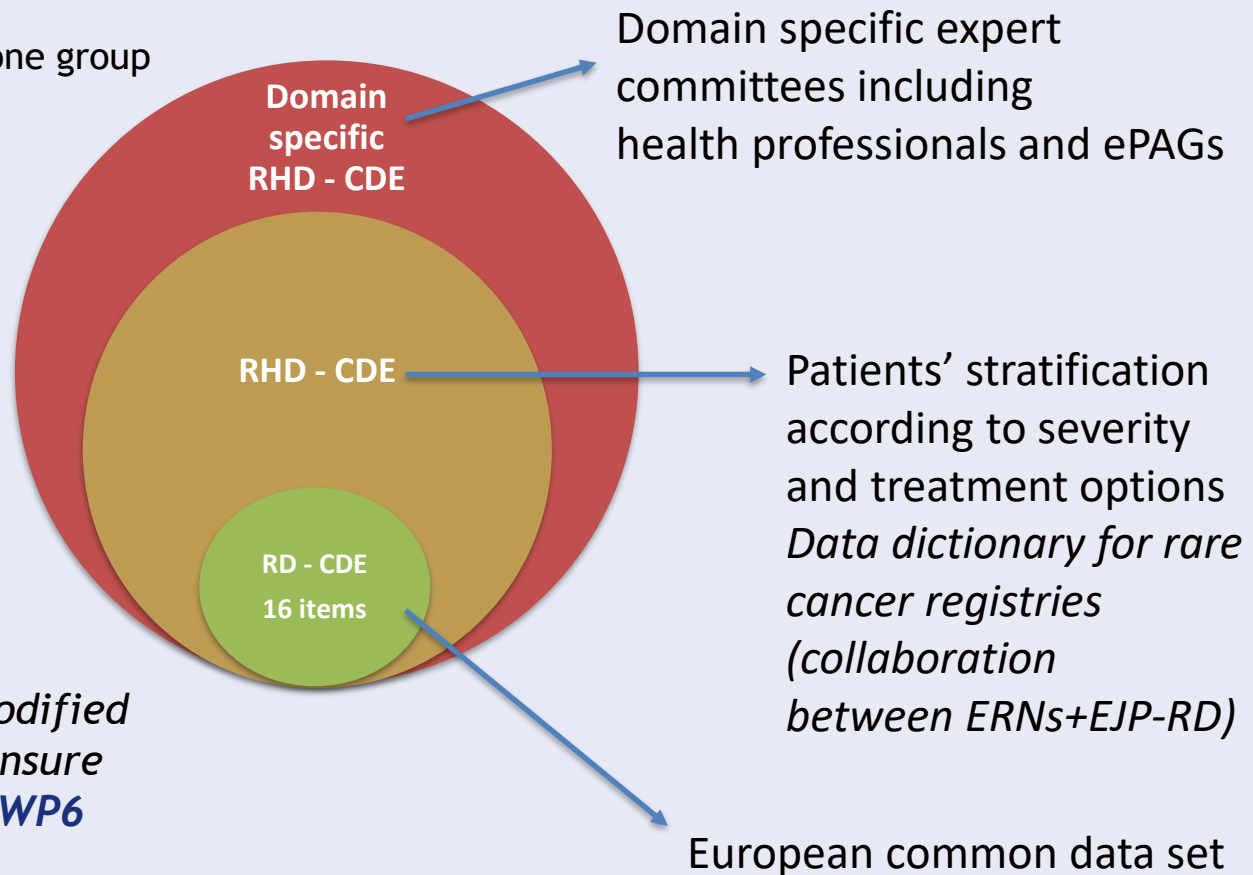 one group
Domain
specific
RHD - CDE
Domain specific expert
committees including
health professionals and ePAGs
RHD - CDE
Patients’ stratification
according to severity
and treatment options
Data dictionary for rare
cancer registries
(collaboration
between ERNs+EJP-RD)
RD - CDE
16 items
odified
nsure
WP6
European common data set